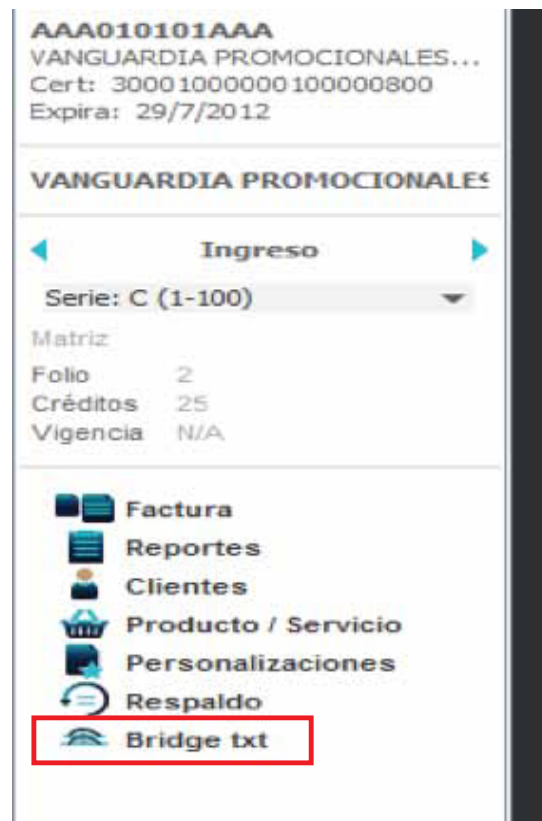 AAA010101AAA
VANGUARDIA PROMOCIONALES...
Cert: 30001000000100000800
Expira: 29/7/2012
VANGUARDIA PROMOCIONALES
Ingreso
Serie: C (1-100)
Matriz
Folio 2
Créditos 25
Vigencia N/A
Factura
Reportes
Clientes
Producto / Servicio
Personalizaciones
Respaldo
Bridge txt